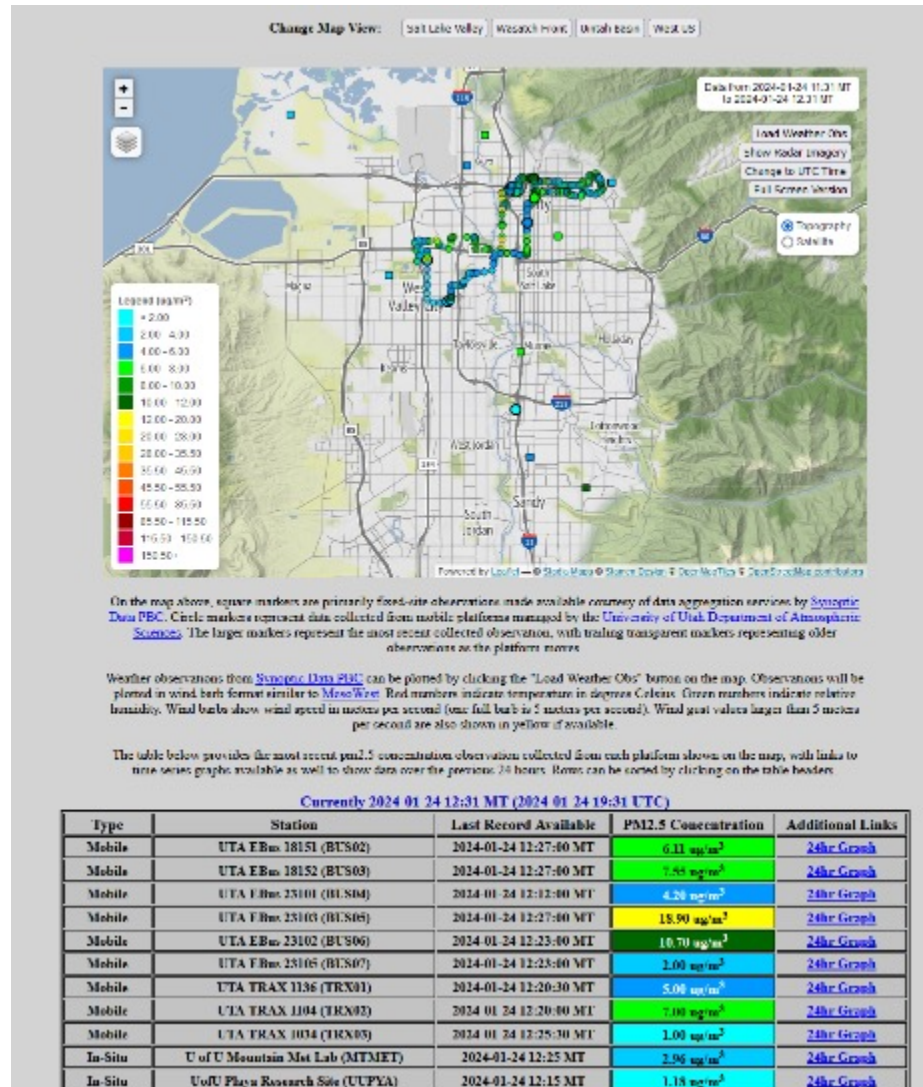 Change Map View: Salt Lake Valley Wasatch Front Uintah Basin West US
+
-
Data from 2024-01-24 11:31 MT
to 2024-01-24 12:31 MT
Load Weather Obs
Show Radar Imagery
Change to UTC Time
Full Screen Version
Topography
Satellite
Magna
West
Valley City
South
Salt Lake
Taylorsville
Murray
Holladay
Kearns
West Jordan
Cottonwood
Heights
Sandy
South
Jordan
Legend (ug/m³)
< 2.00
2.00 - 4.00
4.00 - 6.00
6.00 - 8.00
8.00 - 10.00
10.00 - 12.00
12.00 - 20.00
20.00 - 28.00
28.00 - 35.50
35.50 - 45.50
45.50 - 55.50
55.50 - 85.50
85.50 - 115.50
115.50 - 150.50
150.50+
Powered by Leaflet — © Stadia Maps © Stamen Design © OpenMapTiles © OpenStreetMap contributors
On the map above, square markers are primarily fixed-site observations made available courtesy of data aggregation services by Synoptic
Data PBC. Circle markers represent data collected from mobile platforms managed by the University of Utah Department of Atmospheric
Sciences. The larger markers represent the most recent collected observation, with trailing transparent markers representing older
observations as the platform moves
Weather observations from Synoptic Data PBC can be plotted by clicking the "Load Weather Obs" button on the map. Observations will be
plotted in wind barb format similar to MesoWest. Red numbers indicate temperature in degrees Celsius. Green numbers indicate relative
humidity. Wind barbs show wind speed in meters per second (one full barb is 5 meters per second). Wind gust values larger than 5 meters
per second are also shown in yellow if available.
The table below provides the most recent pm2.5 concentration observation collected from each platform shown on the map, with links to
time series graphs available as well to show data over the previous 24 hours. Rows can be sorted by clicking on the table headers
Currently 2024-01-24 12:31 MT (2024-01-24 19:31 UTC)
Type Station Last Record Available PM2.5 Concentration Additional Links
Mobile UTA EBus 18151 (BUS02) 2024-01-24 12:27:00 MT 6.11 ug/m³ 24hr Graph
Mobile UTA EBus 18152 (BUS03) 2024-01-24 12:27:00 MT 7.55 ug/m³ 24hr Graph
Mobile UTA EBus 23101 (BUS04) 2024-01-24 12:12:00 MT 4.20 ug/m³ 24hr Graph
Mobile UTA EBus 23103 (BUS05) 2024-01-24 12:27:00 MT 18.90 ug/m³ 24hr Graph
Mobile UTA EBus 23102 (BUS06) 2024-01-24 12:23:00 MT 10.70 ug/m³ 24hr Graph
Mobile UTA EBus 23105 (BUS07) 2024-01-24 12:23:00 MT 2.00 ug/m³ 24hr Graph
Mobile UTA TRAX 1136 (TRX01) 2024-01-24 12:20:30 MT 5.00 ug/m³ 24hr Graph
Mobile UTA TRAX 1104 (TRX02) 2024-01-24 12:20:00 MT 7.00 ug/m³ 24hr Graph
Mobile UTA TRAX 1034 (TRX03) 2024-01-24 12:25:30 MT 1.00 ug/m³ 24hr Graph
In-Situ U of U Mountain Met Lab (MTMET) 2024-01-24 12:25 MT 2.96 ug/m³ 24hr Graph
In-Situ UofU Playa Research Site (UUPYA) 2024-01-24 12:15 MT 1.18 ug/m³ 24hr Graph